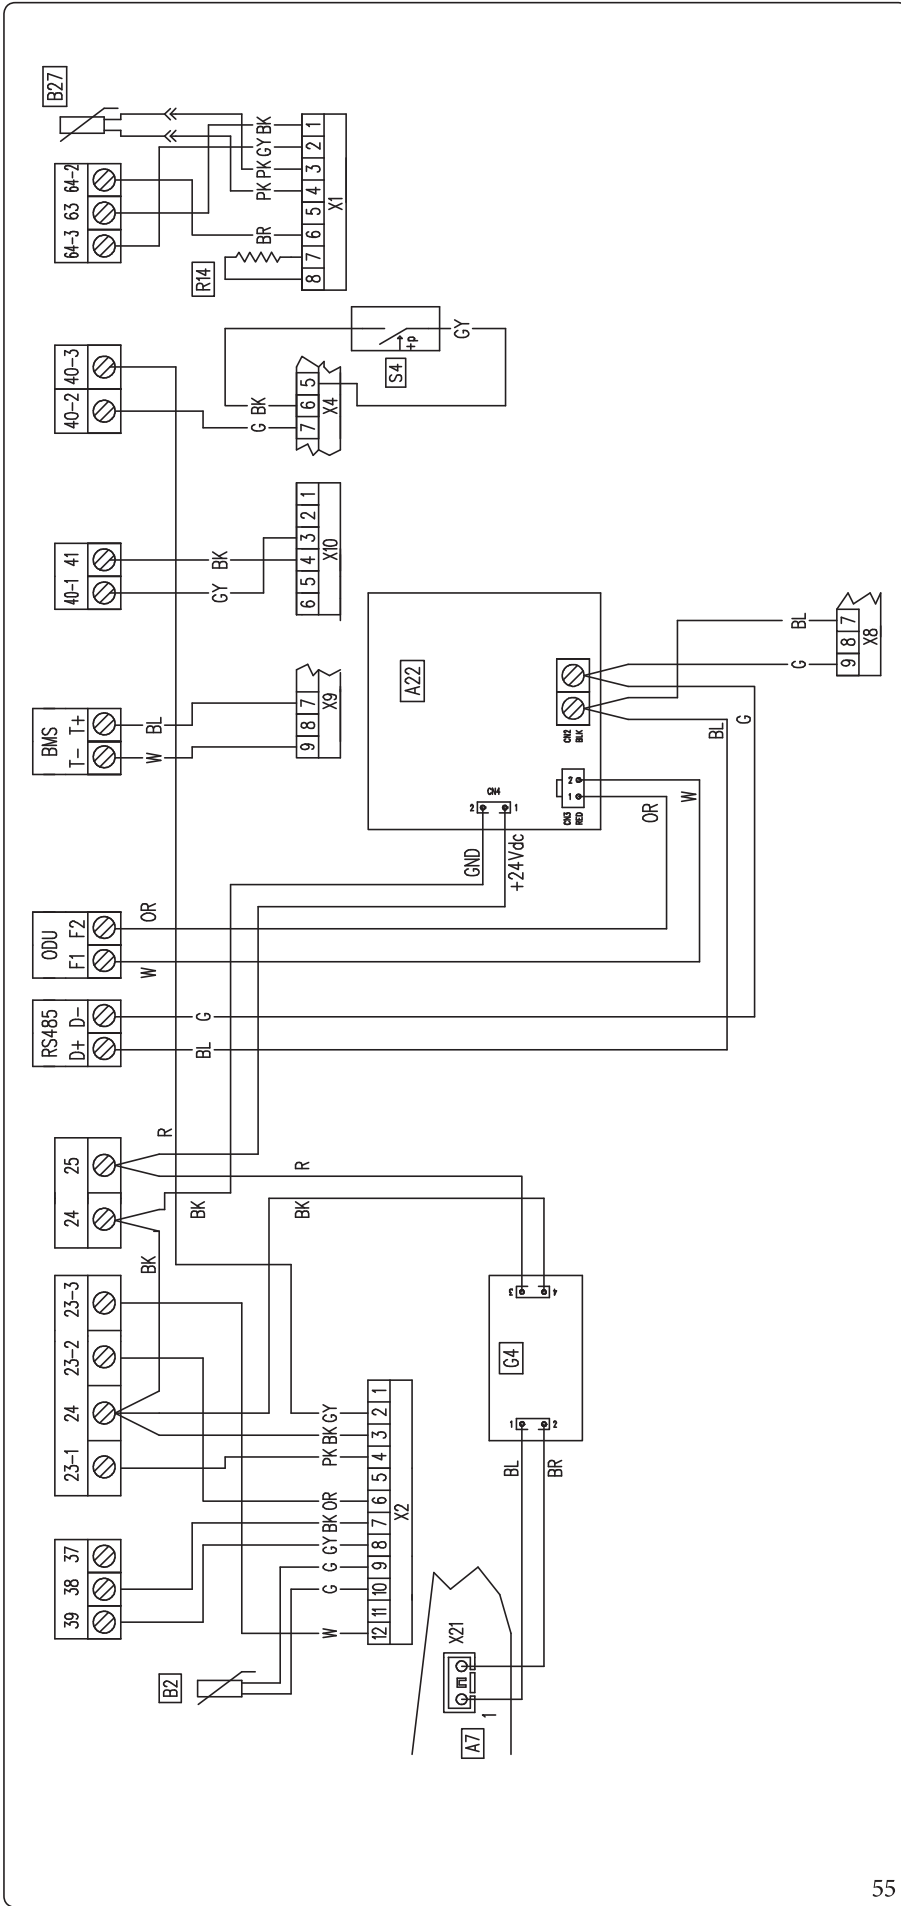 B27
64-3 63 64-2
BK
GY
PK
PK
BR
1 2 3 4 5 6 7 8
X1
R14
40-2 40-3
BK
G
7 6 5
X4
S4
+p
GY
40-1 41
BK
GY
6 5 4 3 2 1
X10
BMS
T- T+
BL
W
9 8 7
X9
A22
CN2
BLK
CN3
RED
1 2
CN4
2 1
GND
+24Vdc
BL
G
9 8 7
X8
BL
G
OR
W
ODU
F1 F2
OR
W
RS485
D+ D-
G
BL
24 25
R
R
BK
BK
BK
23-1 24 23-2 23-3
39 38 37
GY
BK
PK
OR
BK
GY
G
G
W
12 11 10 9 8 7 6 5 4 3 2 1
X2
B2
G4
3 4
1 2
BL
BR
X21
1
A7
55